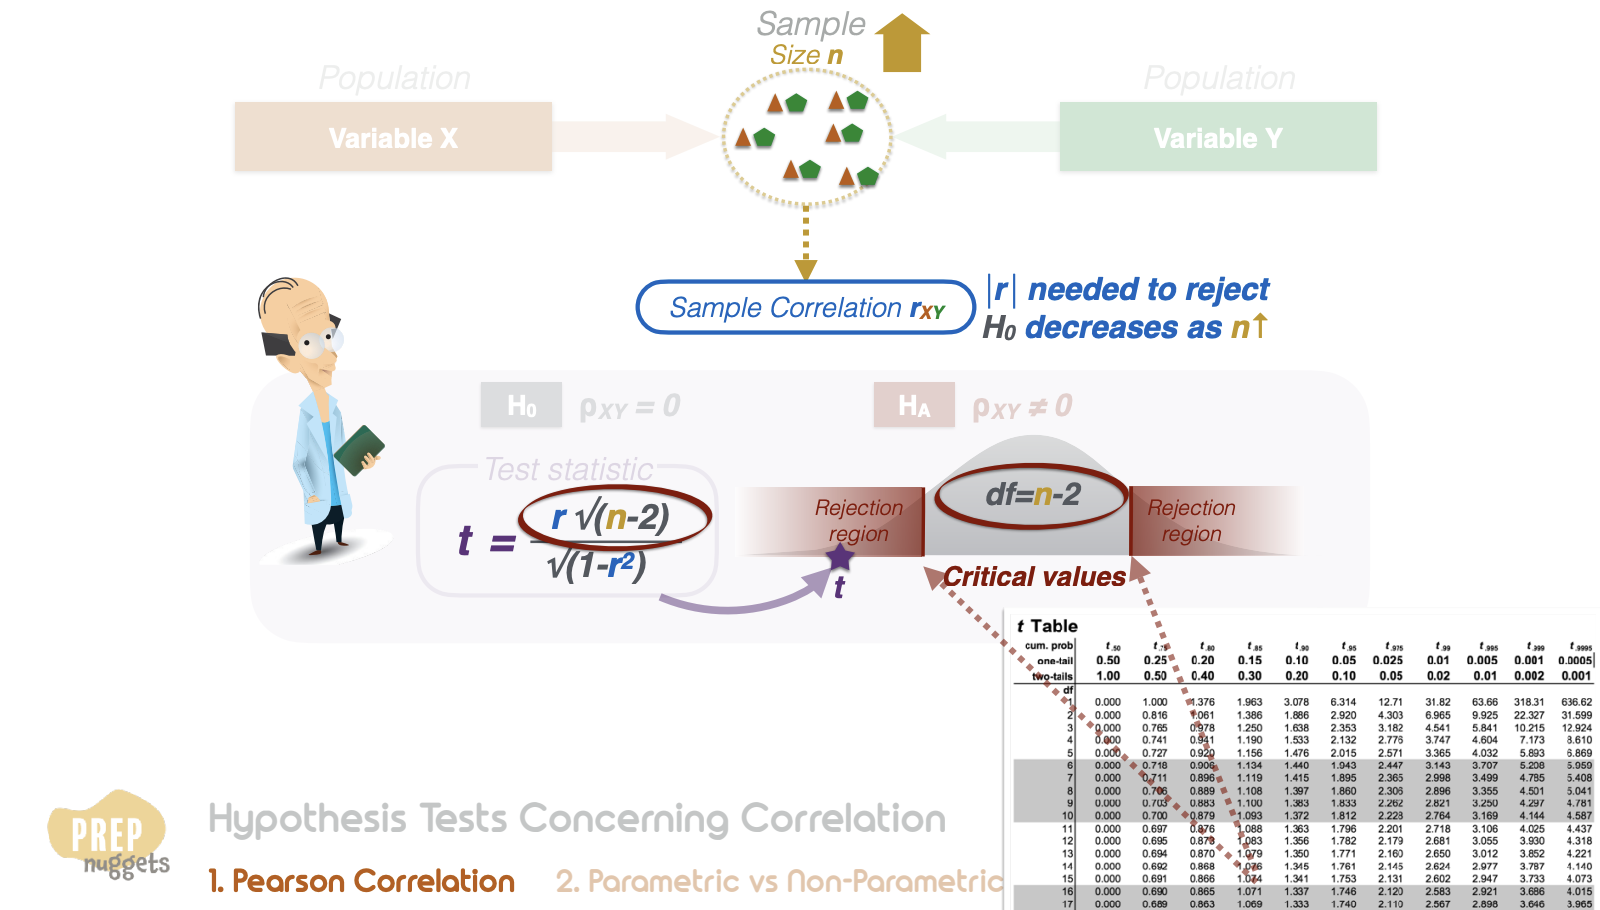 Sample
Size n
Population
Population
Variable X
Variable Y
Sample Correlation rXY
|r| needed to reject
H0 decreases as n↑
H0 ρXY = 0
HA ρXY ≠ 0
Test statistic
t = r √(n-2)
√(1-r²)
df=n-2
Rejection
region
Rejection
region
t
Critical values
t Table
cum. prob t.50 t.75 t.80 t.85 t.90 t.95 t.975 t.99 t.995 t.999 t.9995
one-tail 0.50 0.25 0.20 0.15 0.10 0.05 0.025 0.01 0.005 0.001 0.0005
two-tails 1.00 0.50 0.40 0.30 0.20 0.10 0.05 0.02 0.01 0.002 0.001
df
1 0.000 1.000 1.376 1.963 3.078 6.314 12.71 31.82 63.66 318.31 636.62
2 0.000 0.816 1.061 1.386 1.886 2.920 4.303 6.965 9.925 22.327 31.599
3 0.000 0.765 0.978 1.250 1.638 2.353 3.182 4.541 5.841 10.215 12.924
4 0.000 0.741 0.941 1.190 1.533 2.132 2.776 3.747 4.604 7.173 8.610
5 0.000 0.727 0.920 1.156 1.476 2.015 2.571 3.365 4.032 5.893 6.869
6 0.000 0.718 0.906 1.134 1.440 1.943 2.447 3.143 3.707 5.208 5.959
7 0.000 0.711 0.896 1.119 1.415 1.895 2.365 2.998 3.499 4.785 5.408
8 0.000 0.706 0.889 1.108 1.397 1.860 2.306 2.896 3.355 4.501 5.041
9 0.000 0.703 0.883 1.100 1.383 1.833 2.262 2.821 3.250 4.297 4.781
10 0.000 0.700 0.879 1.093 1.372 1.812 2.228 2.764 3.169 4.144 4.587
11 0.000 0.697 0.876 1.088 1.363 1.796 2.201 2.718 3.106 4.025 4.437
12 0.000 0.695 0.873 1.083 1.356 1.782 2.179 2.681 3.055 3.930 4.318
13 0.000 0.694 0.870 1.079 1.350 1.771 2.160 2.650 3.012 3.852 4.221
14 0.000 0.692 0.868 1.076 1.345 1.761 2.145 2.624 2.977 3.787 4.140
15 0.000 0.691 0.866 1.074 1.341 1.753 2.131 2.602 2.947 3.733 4.073
16 0.000 0.690 0.865 1.071 1.337 1.746 2.120 2.583 2.921 3.686 4.015
17 0.000 0.689 0.863 1.069 1.333 1.740 2.110 2.567 2.898 3.646 3.965
PREP
nuggets
Hypothesis Tests Concerning Correlation
1. Pearson Correlation 2. Parametric vs Non-Parametric